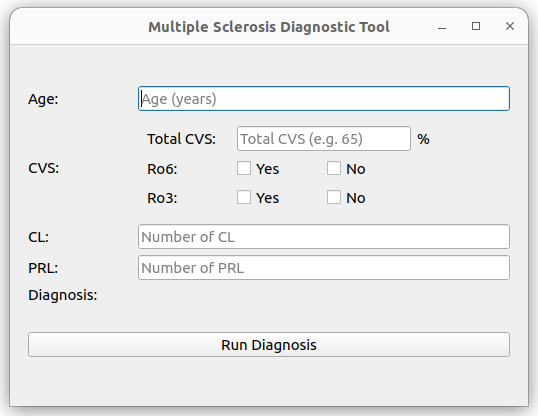 Multiple Sclerosis Diagnostic Tool
Age: Age (years)
Total CVS: Total CVS (e.g. 65) %
CVS: Ro6: Yes No
Ro3: Yes No
CL: Number of CL
PRL: Number of PRL
Diagnosis:
Run Diagnosis